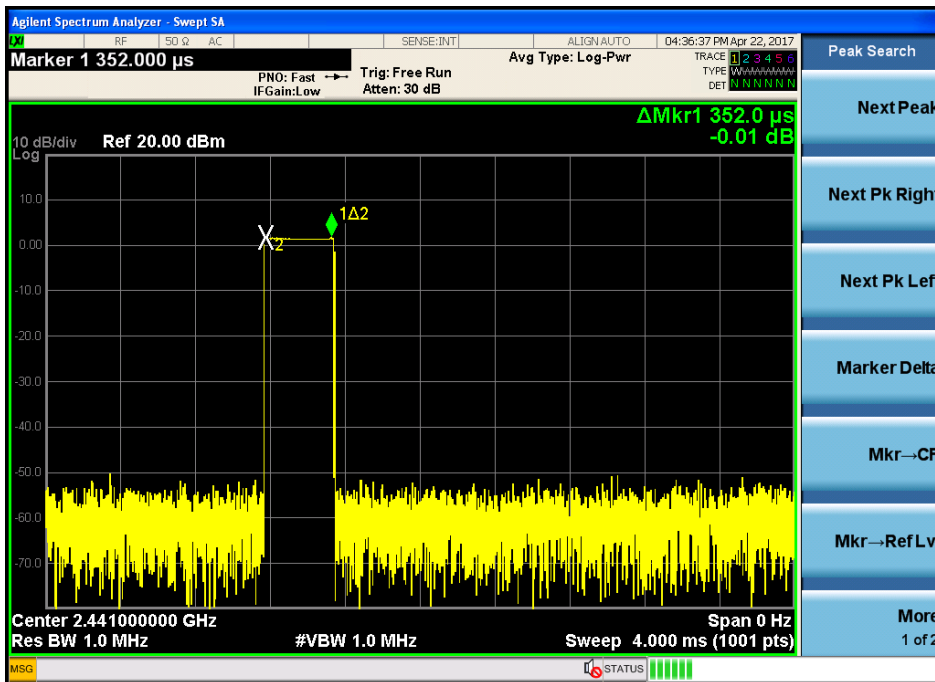 Agilent Spectrum Analyzer - Swept SA
LXI RF 50 Ω AC SENSE:INT ALIGN AUTO 04:36:37 PM Apr 22, 2017
Marker 1 352.000 µs
PNO: Fast
IFGain:Low
Trig: Free Run
Atten: 30 dB
Avg Type: Log-Pwr
TRACE 1 2 3 4 5 6
TYPE W
DET N N N N N N
ΔMkr1 352.0 µs
-0.01 dB
10 dB/div Ref 20.00 dBm
Log
10.0
0.00
-10.0
-20.0
-30.0
-40.0
-50.0
-60.0
-70.0
X2
1Δ2
Center 2.441000000 GHz Span 0 Hz
Res BW 1.0 MHz #VBW 1.0 MHz Sweep 4.000 ms (1001 pts)
MSG STATUS
Peak Search
Next Peak
Next Pk Righ
Next Pk Lef
Marker Delta
Mkr→CF
Mkr→Ref Lv
More
1 of 2